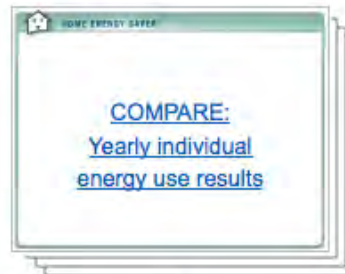 HOME ENERGY SAVER
COMPARE:
Yearly individual
energy use results